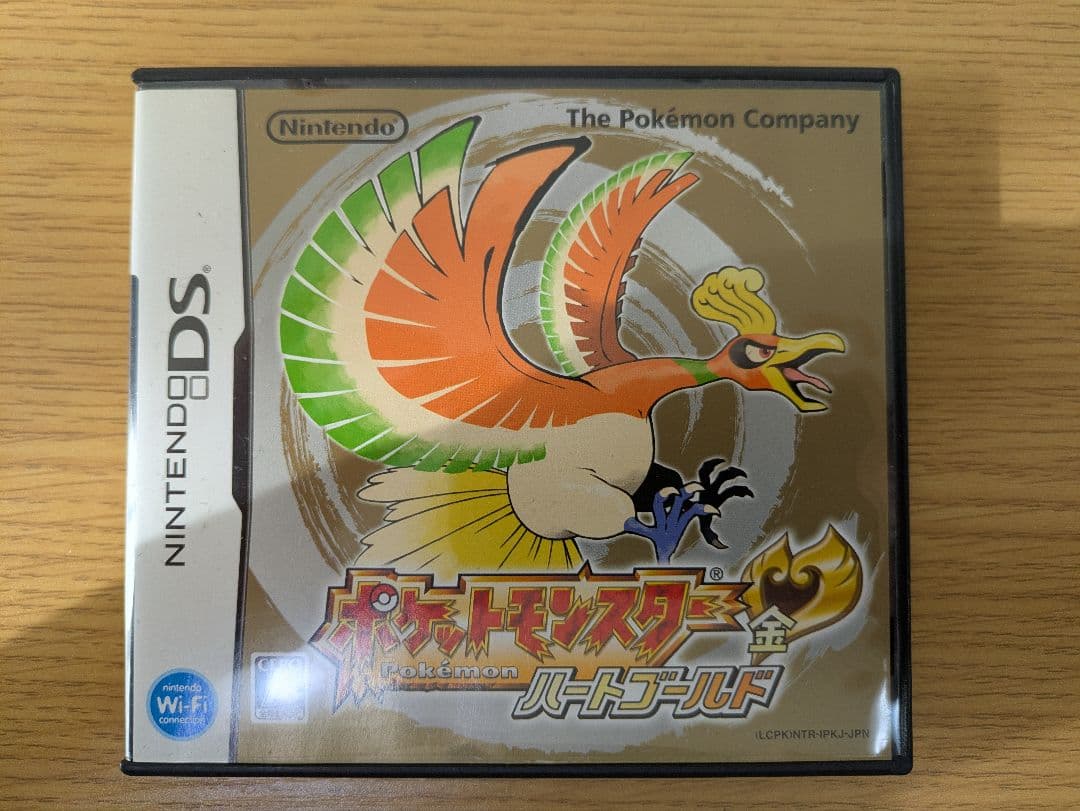 Nintendo®
The Pokémon Company
NINTENDO DS®
ポケットモンスター®
Pokémon
金
ハートゴールド
CERO
nintendo
Wi-Fi
connection
(LCPK)NTR-IPKJ-JPN